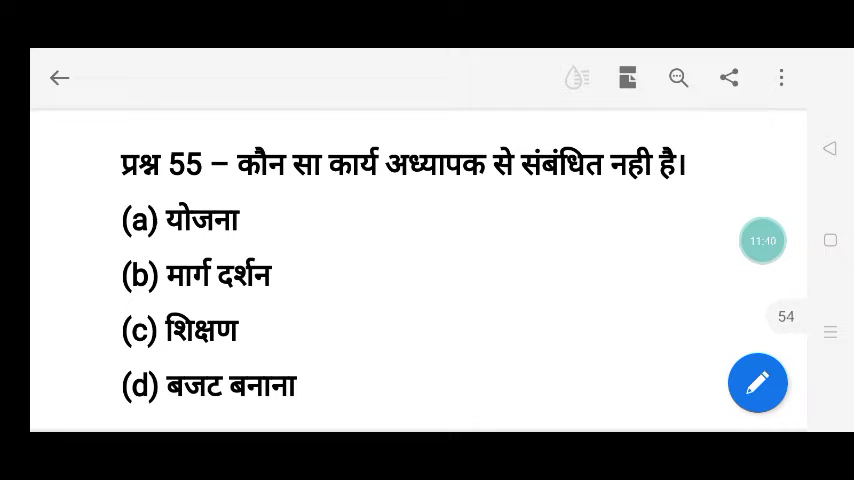 प्रश्न 55 – कौन सा कार्य अध्यापक से संबंधित नही है।
(a) योजना
11:40
(b) मार्ग दर्शन
54
(c) शिक्षण
(d) बजट बनाना